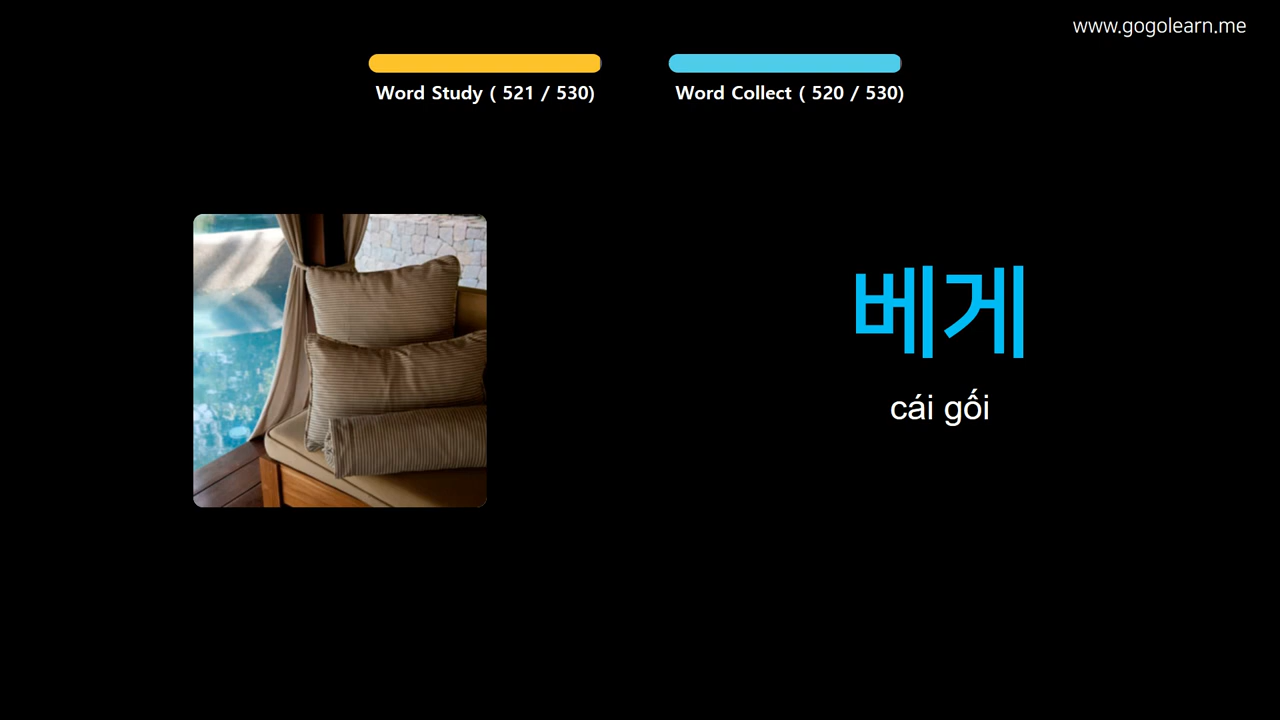 www.gogolearn.me
Word Study ( 521 / 530)
Word Collect ( 520 / 530)
베게
cái gối